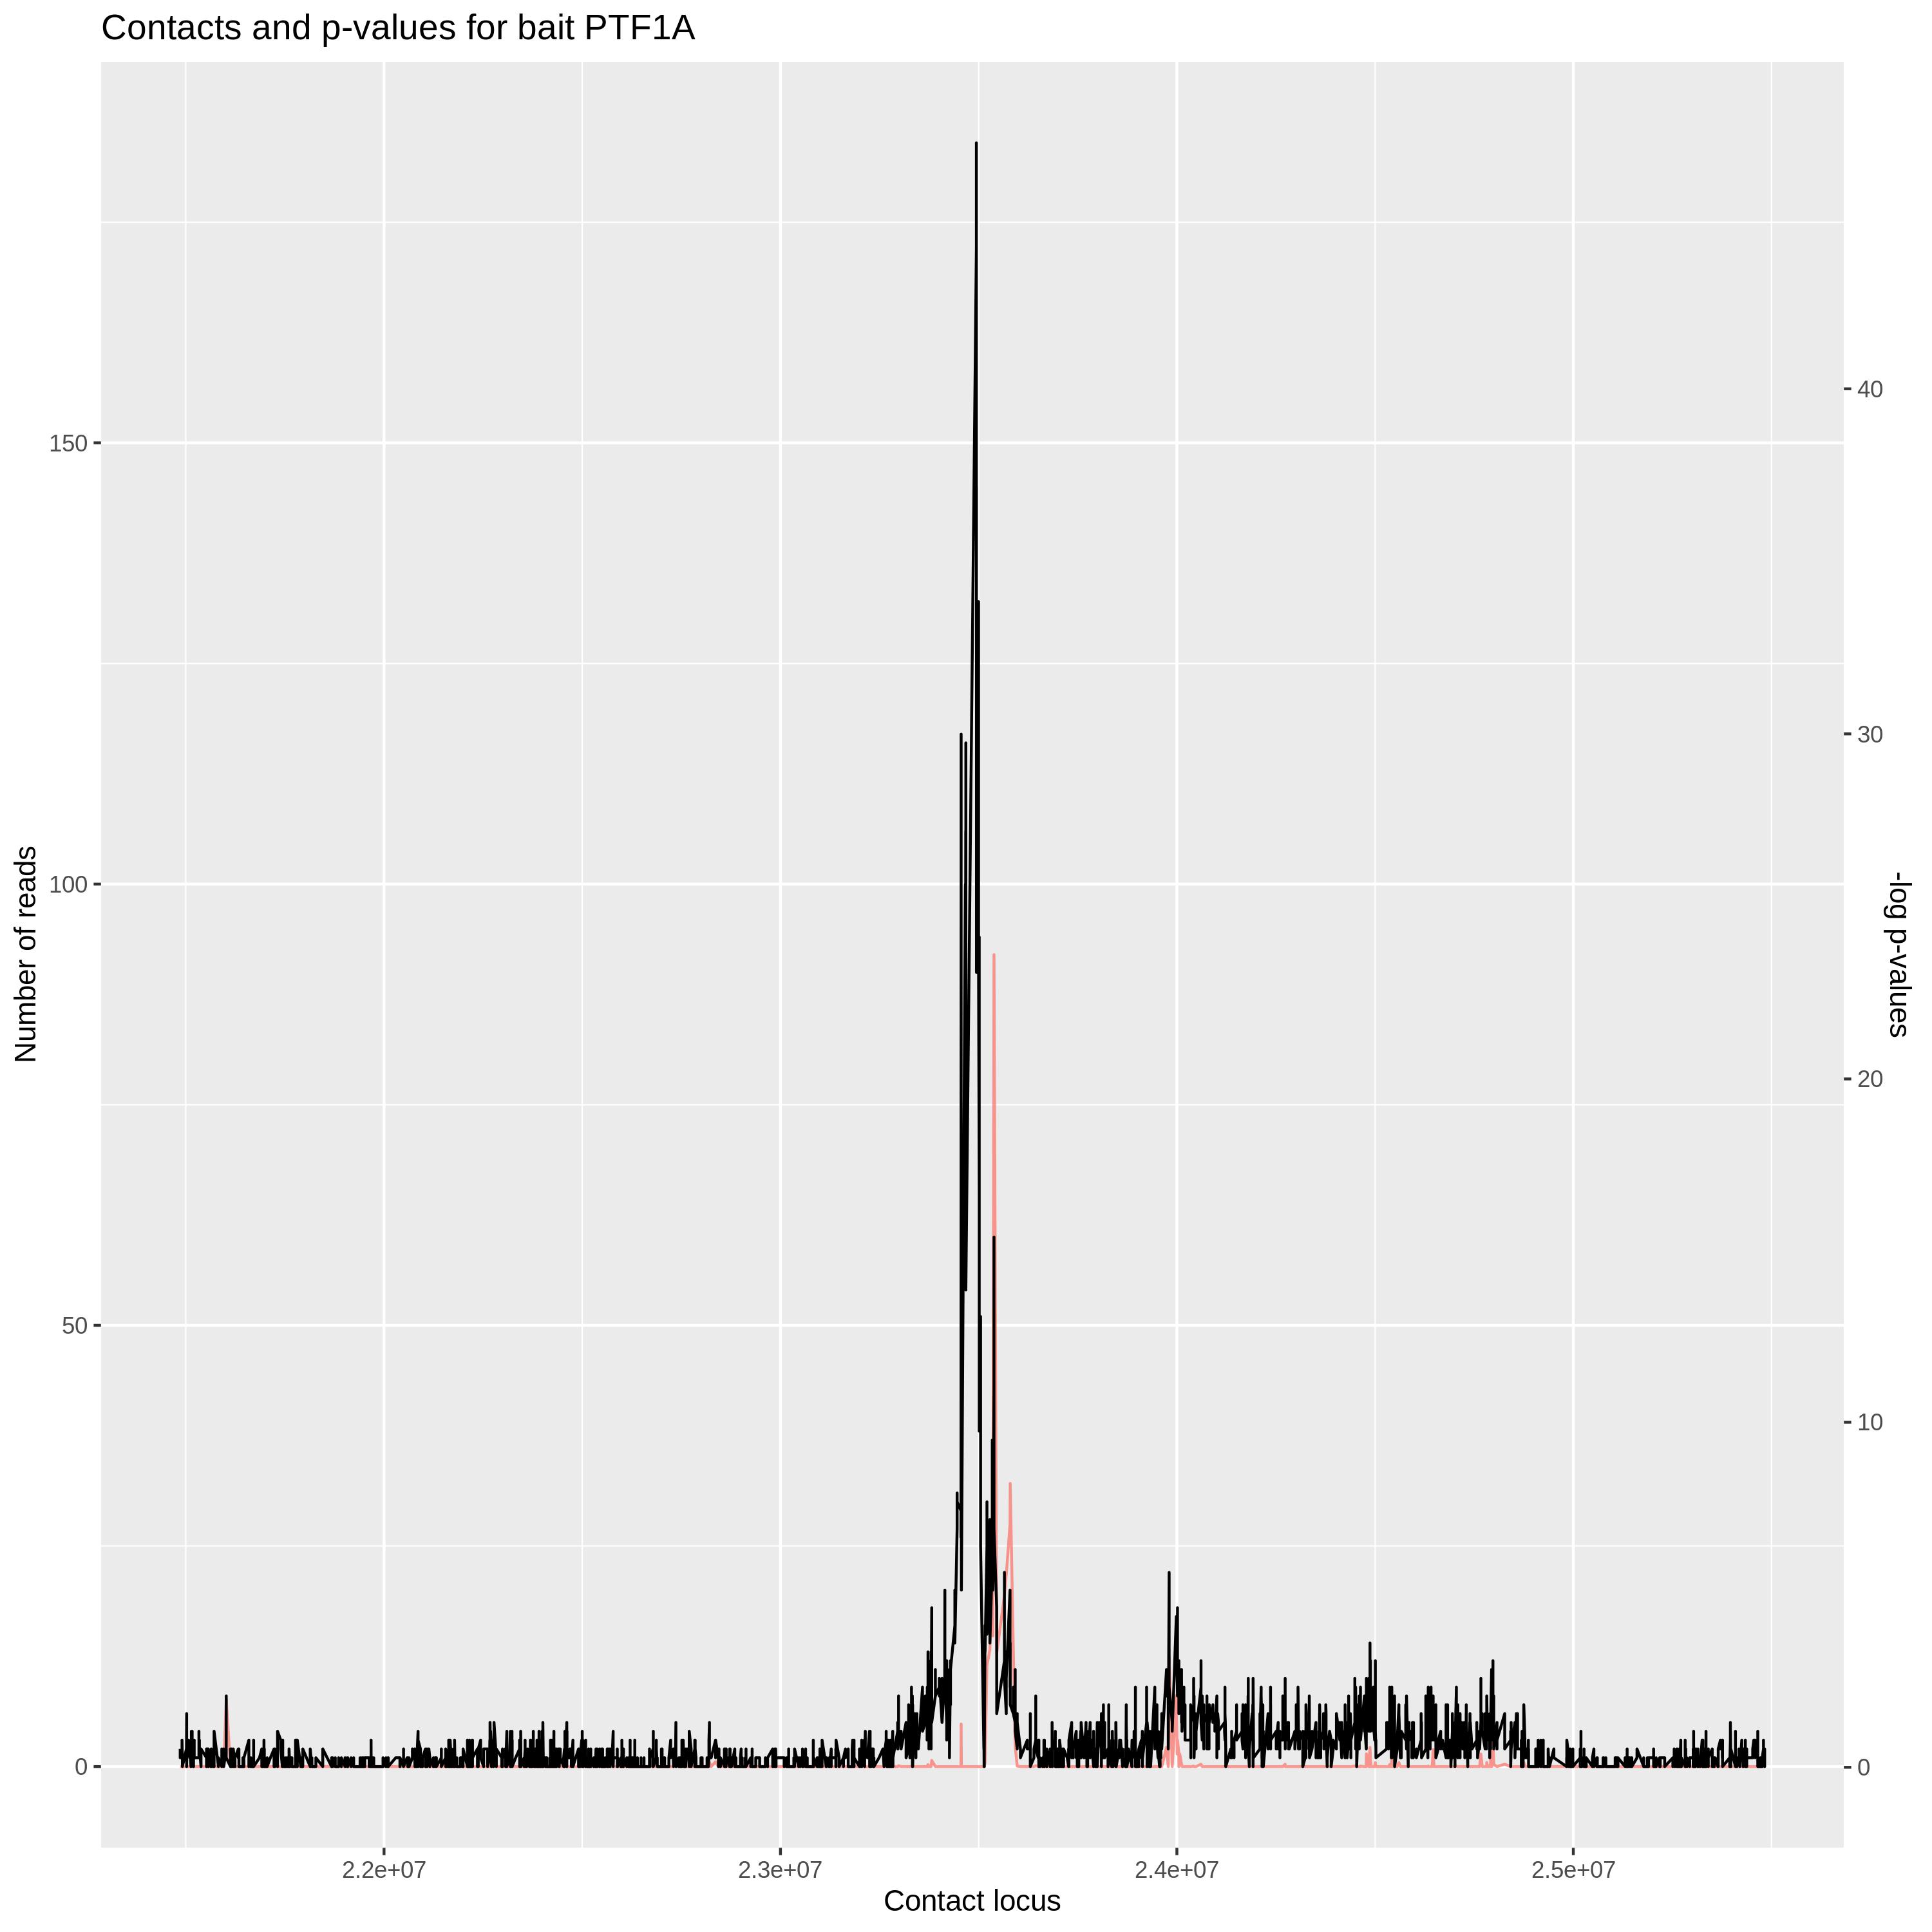 Contacts and p-values for bait PTF1A
Number of reads
150
100
50
0
40
30
20
10
0
-log p-values
2.2e+07
2.3e+07
2.4e+07
2.5e+07
Contact locus